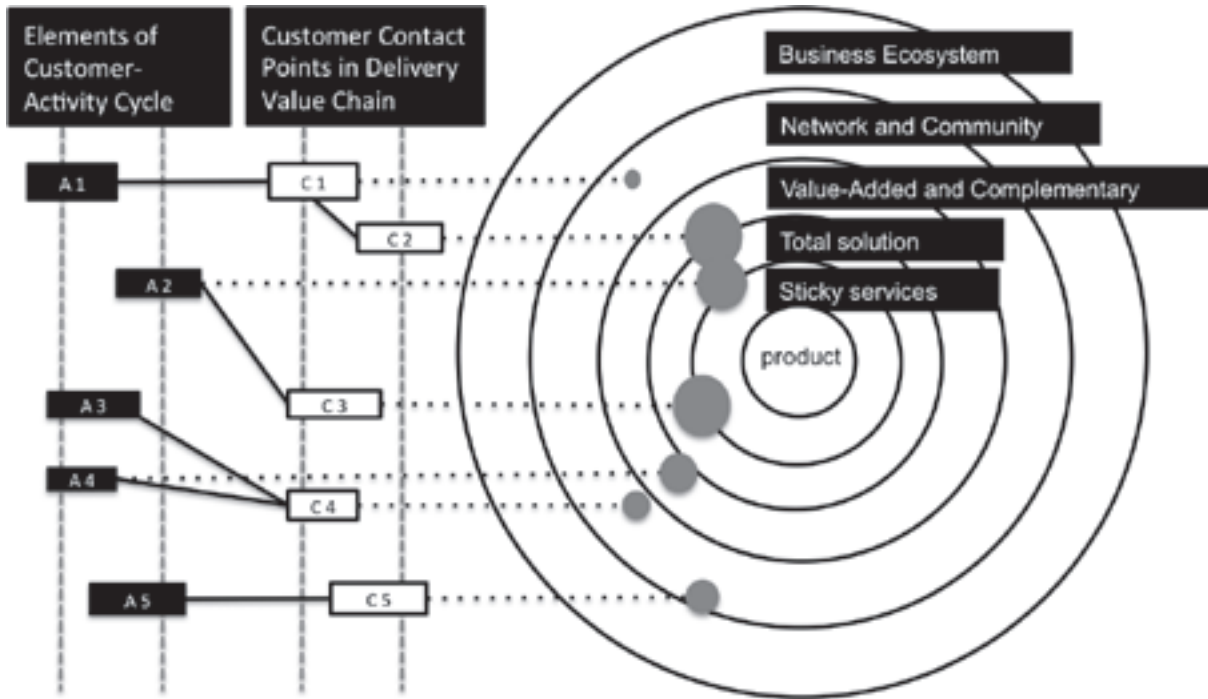 Elements of
Customer-
Activity Cycle
Customer Contact
Points in Delivery
Value Chain
Business Ecosystem
Network and Community
Value-Added and Complementary
Total solution
Sticky services
product
A 1
C 1
C 2
A 2
A 3
C 3
A 4
C 4
A 5
C 5